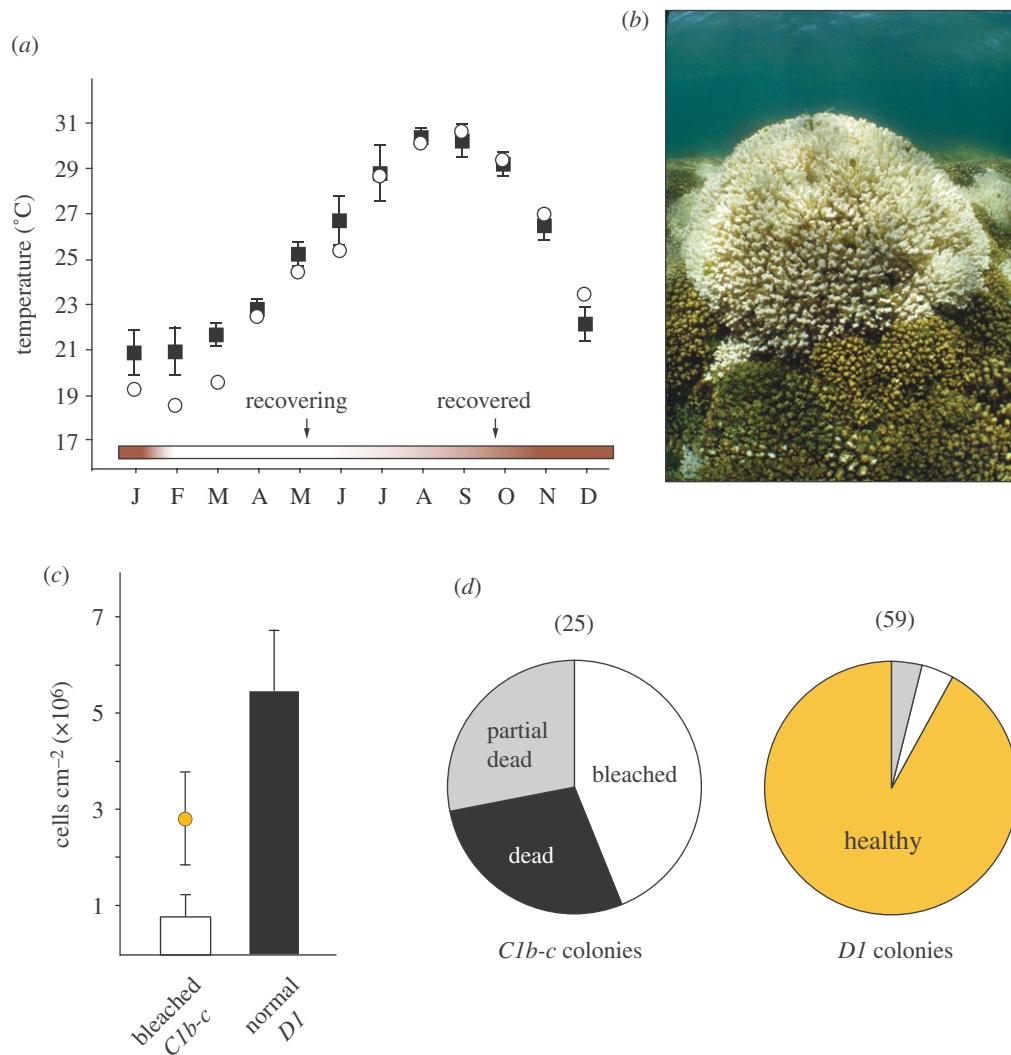 (a)
temperature (˚C)
31
29
27
25
23
21
19
17
recovering
recovered
J F M A M J J A S O N D
(b)
(c)
cells cm⁻² (×10⁶)
7
5
3
1
bleached
C1b-c
normal
D1
(d)
(25)
partial
dead
bleached
dead
C1b-c colonies
(59)
healthy
D1 colonies